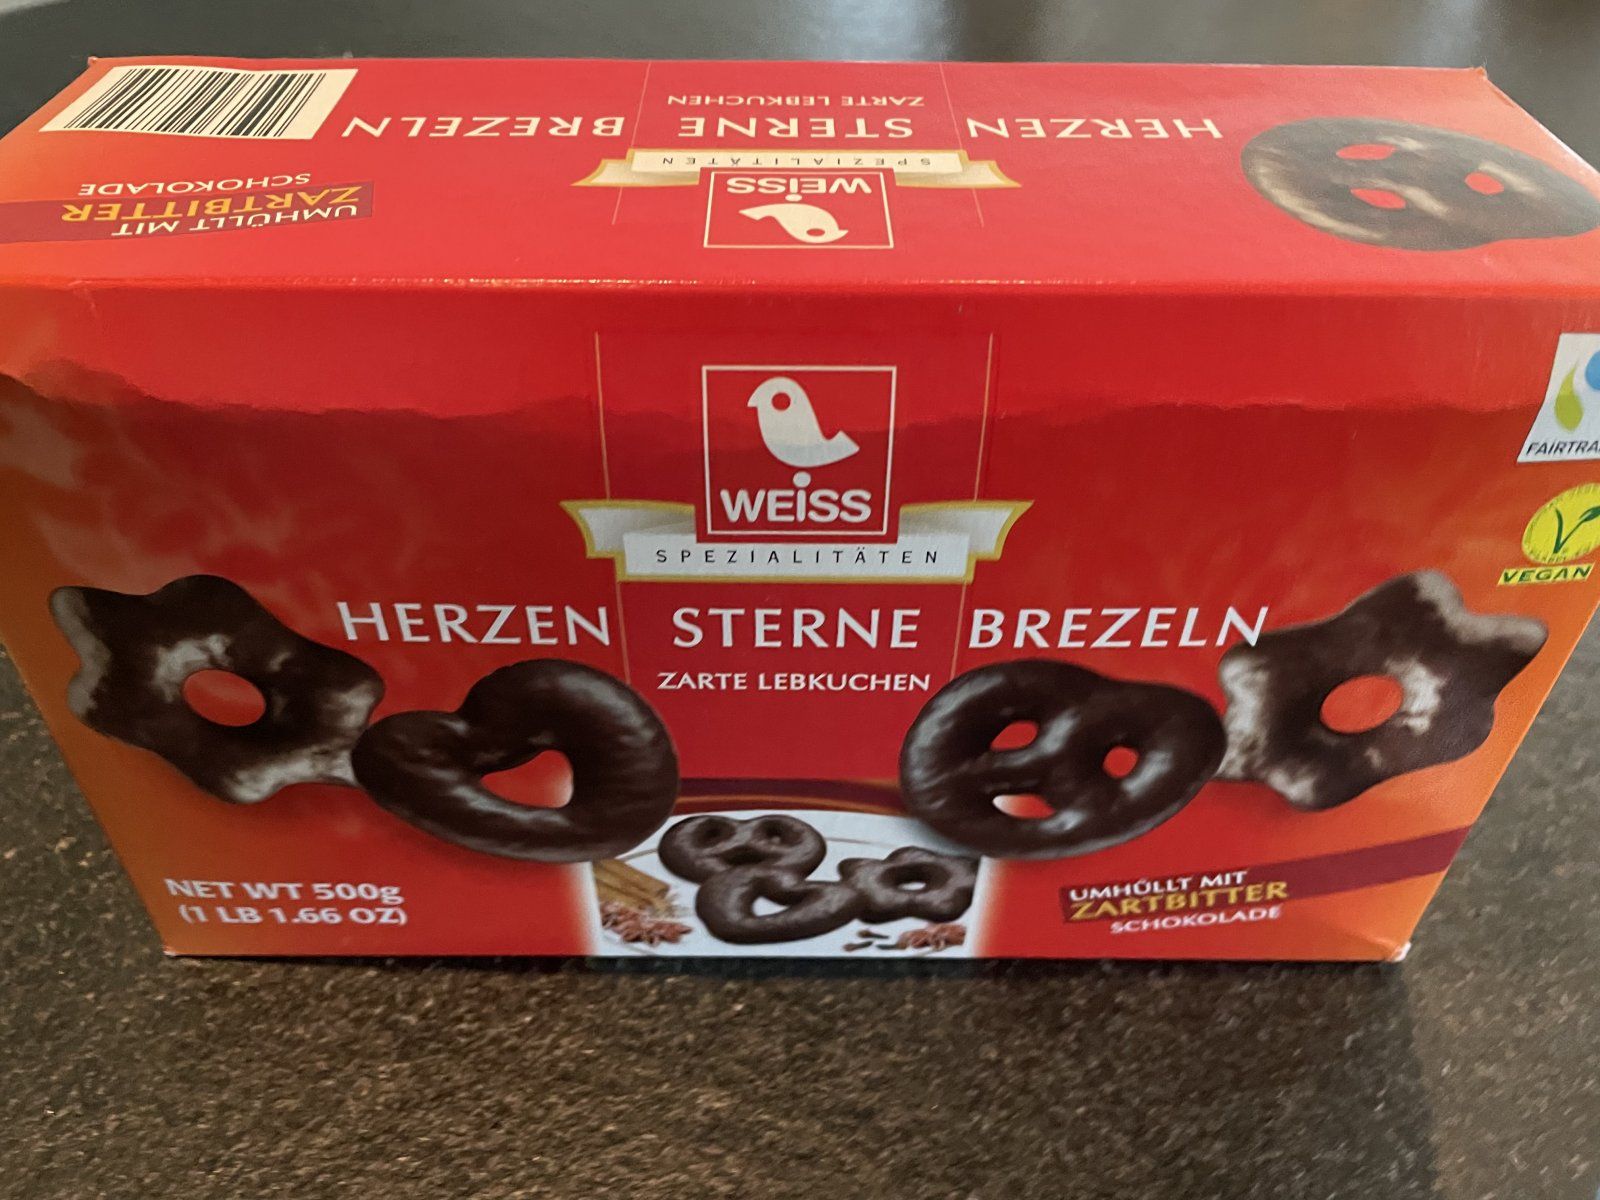 HERZEN STERNE BREZELN
ZARTE LEBKUCHEN
SPEZIALITÄTEN
WEISS
UMHÜLLT MIT
ZARTBITTER
SCHOKOLADE
WEISS
SPEZIALITÄTEN
HERZEN STERNE BREZELN
ZARTE LEBKUCHEN
FAIRTRA
VEGAN
NET WT 500g
(1 LB 1.66 OZ)
UMHÜLLT MIT
ZARTBITTER
SCHOKOLADE